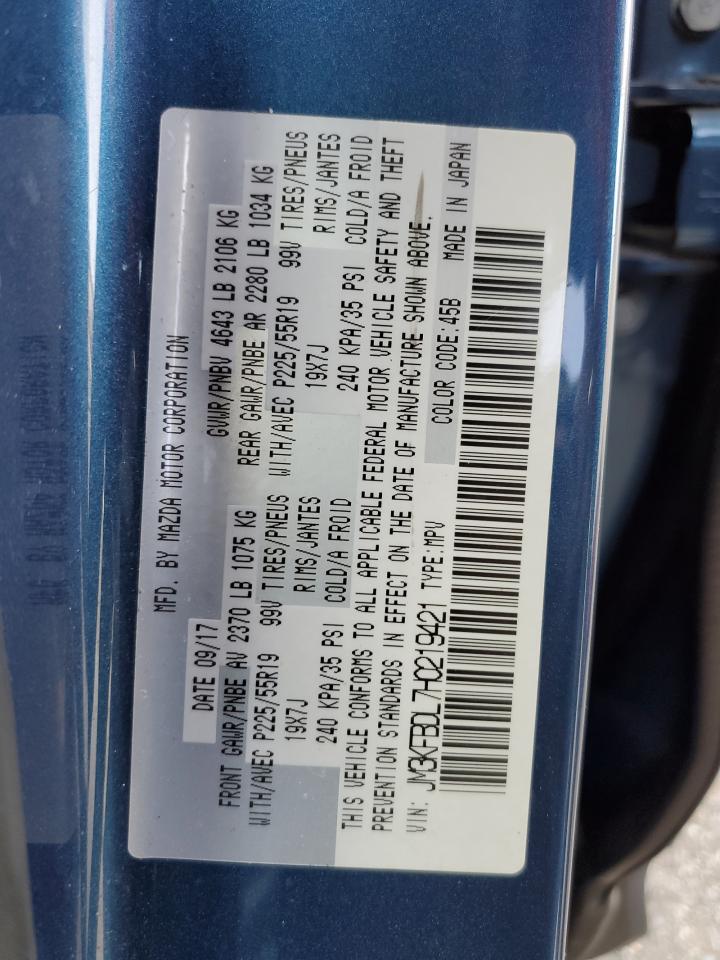 MFD. BY MAZDA MOTOR CORPORATION
DATE 09/17 GVWR/PNBV 4643 LB 2106 KG
FRONT GAWR/PNBE AV 2370 LB 1075 KG REAR GAWR/PNBE AR 2280 LB 1034 KG
WITH/AVEC P225/55R19 99V TIRES/PNEUS WITH/AVEC P225/55R19 99V TIRES/PNEUS
19X7J RIMS/JANTES 19X7J RIMS/JANTES
240 KPA/35 PSI COLD/A FROID 240 KPA/35 PSI COLD/A FROID
THIS VEHICLE CONFORMS TO ALL APPLICABLE FEDERAL MOTOR VEHICLE SAFETY AND THEFT
PREVENTION STANDARDS IN EFFECT ON THE DATE OF MANUFACTURE SHOWN ABOVE.
VIN: JM3KFBDL7H0219421 TYPE:MPV COLOR CODE:45B MADE IN JAPAN